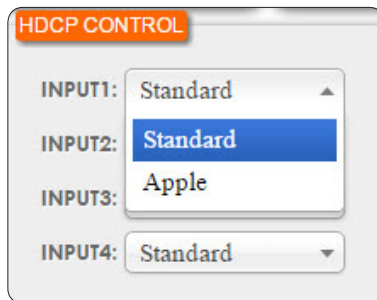 HDCP CONTROL
INPUT1: Standard
Standard
INPUT2:
Apple
INPUT3:
INPUT4: Standard